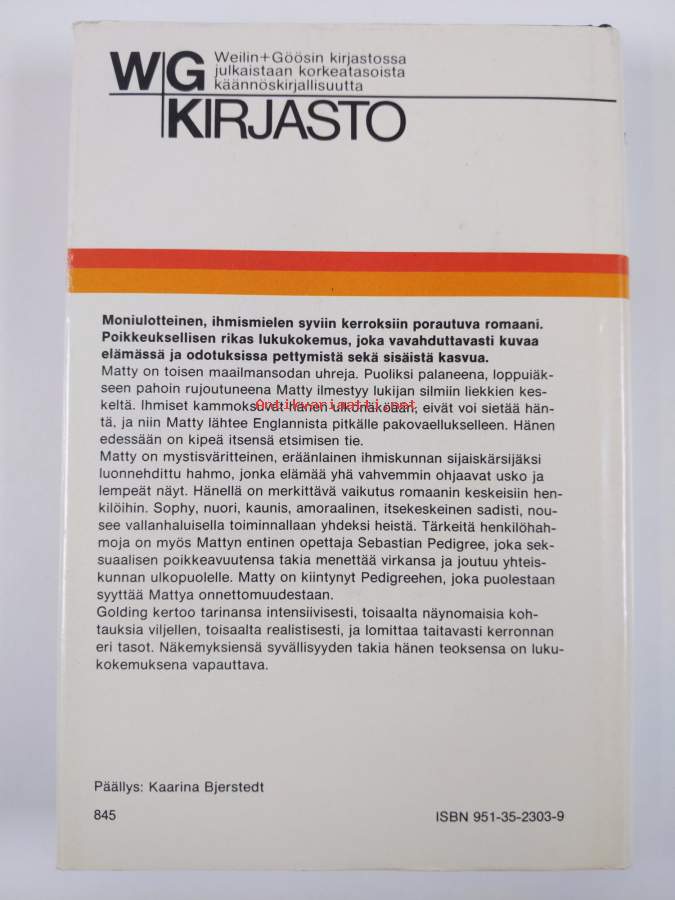 W|G
Weilin+Göösin kirjastossa
julkaistaan korkeatasoista
käännöskirjallisuutta
KIRJASTO
Moniulotteinen, ihmismielen syviin kerroksiin porautuva romaani.
Poikkeuksellisen rikas lukukokemus, joka vavahduttavasti kuvaa
elämässä ja odotuksissa pettymistä sekä sisäistä kasvua.
Matty on toisen maailmansodan uhreja. Puoliksi palaneena, loppuiäk-
seen pahoin rujoutuneena Matty ilmestyy lukijan silmiin liekkien kes-
keltä. Ihmiset kammoksuvat hänen ulkonäköään, eivät voi sietää hän-
Antikvariaatti.net
tä, ja niin Matty lähtee Englannista pitkälle pakovaellukselleen. Hänen
edessään on kipeä itsensä etsimisen tie.
Matty on mystisväritteinen, eräänlainen ihmiskunnan sijaiskärsijäksi
luonnehdittu hahmo, jonka elämää yhä vahvemmin ohjaavat usko ja
lempeät näyt. Hänellä on merkittävä vaikutus romaanin keskeisiin hen-
kilöihin. Sophy, nuori, kaunis, amoraalinen, itsekeskeinen sadisti, nou-
see vallanhaluisella toiminnallaan yhdeksi heistä. Tärkeitä henkilöhah-
moja on myös Mattyn entinen opettaja Sebastian Pedigree, joka sek-
suaalisen poikkeavuutensa takia menettää virkansa ja joutuu yhteis-
kunnan ulkopuolelle. Matty on kiintynyt Pedigreehen, joka puolestaan
syyttää Mattya onnettomuudestaan.
Golding kertoo tarinansa intensiivisesti, toisaalta näynomaisia koh-
tauksia viljellen, toisaalta realistisesti, ja lomittaa taitavasti kerronnan
eri tasot. Näkemyksiensä syvällisyyden takia hänen teoksensa on luku-
kokemuksena vapauttava.
Päällys: Kaarina Bjerstedt
845
ISBN 951-35-2303-9